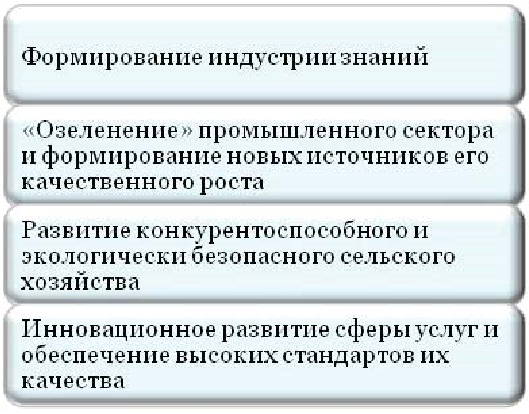 Формирование индустрии знаний
«Озеленение» промышленного сектора
и формирование новых источников его
качественного роста
Развитие конкурентоспособного и
экологически безопасного сельского
хозяйства
Инновационное развитие сферы услуг и
обеспечение высоких стандартов их
качества